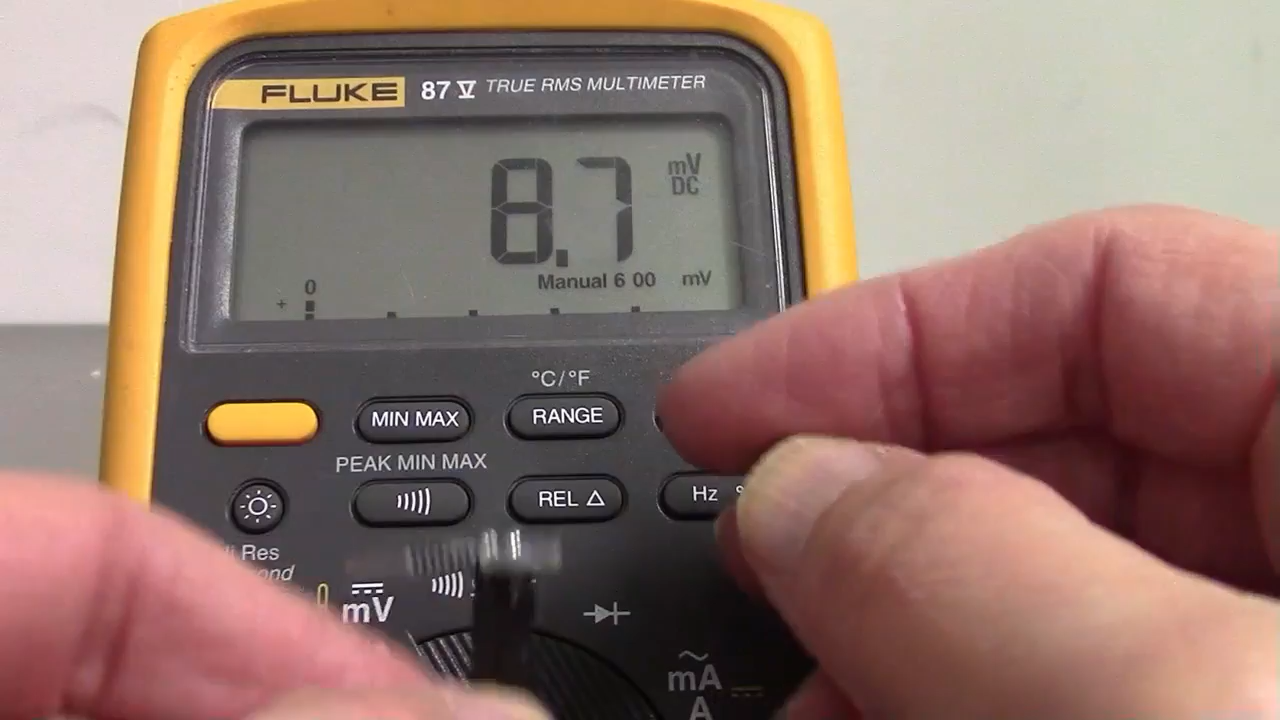 FLUKE 87 V TRUE RMS MULTIMETER
8.7 mV
DC
Manual 6 00 mV
0
+
°C/°F
MIN MAX RANGE
PEAK MIN MAX
REL Δ Hz
Res
mV
mA
A